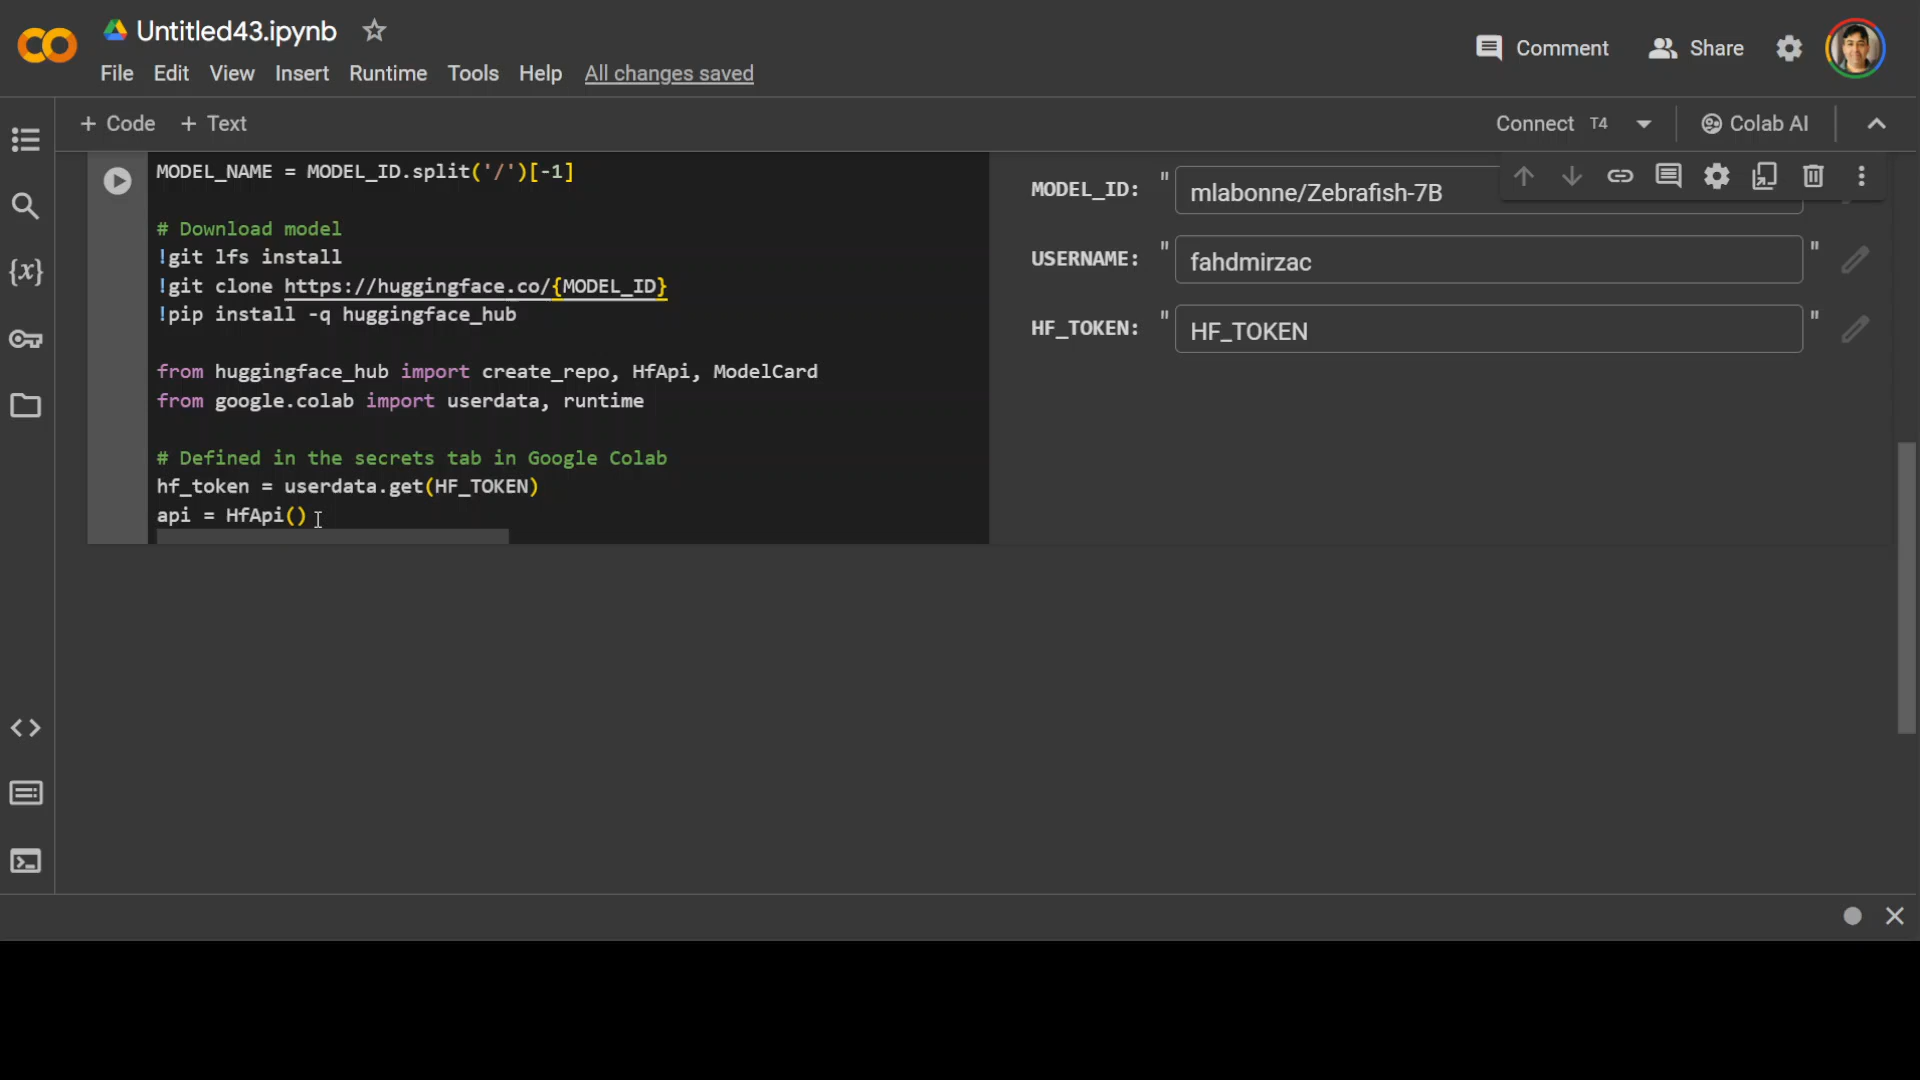 Untitled43.ipynb
File Edit View Insert Runtime Tools Help All changes saved
Comment Share
+ Code + Text
Connect T4 Colab AI
MODEL_NAME = MODEL_ID.split('/')[-1]
# Download model
!git lfs install
!git clone https://huggingface.co/{MODEL_ID}
!pip install -q huggingface_hub
from huggingface_hub import create_repo, HfApi, ModelCard
from google.colab import userdata, runtime
# Defined in the secrets tab in Google Colab
hf_token = userdata.get(HF_TOKEN)
api = HfApi()
MODEL_ID: " mlabonne/Zebrafish-7B
USERNAME: " fahdmirzac "
HF_TOKEN: " HF_TOKEN "